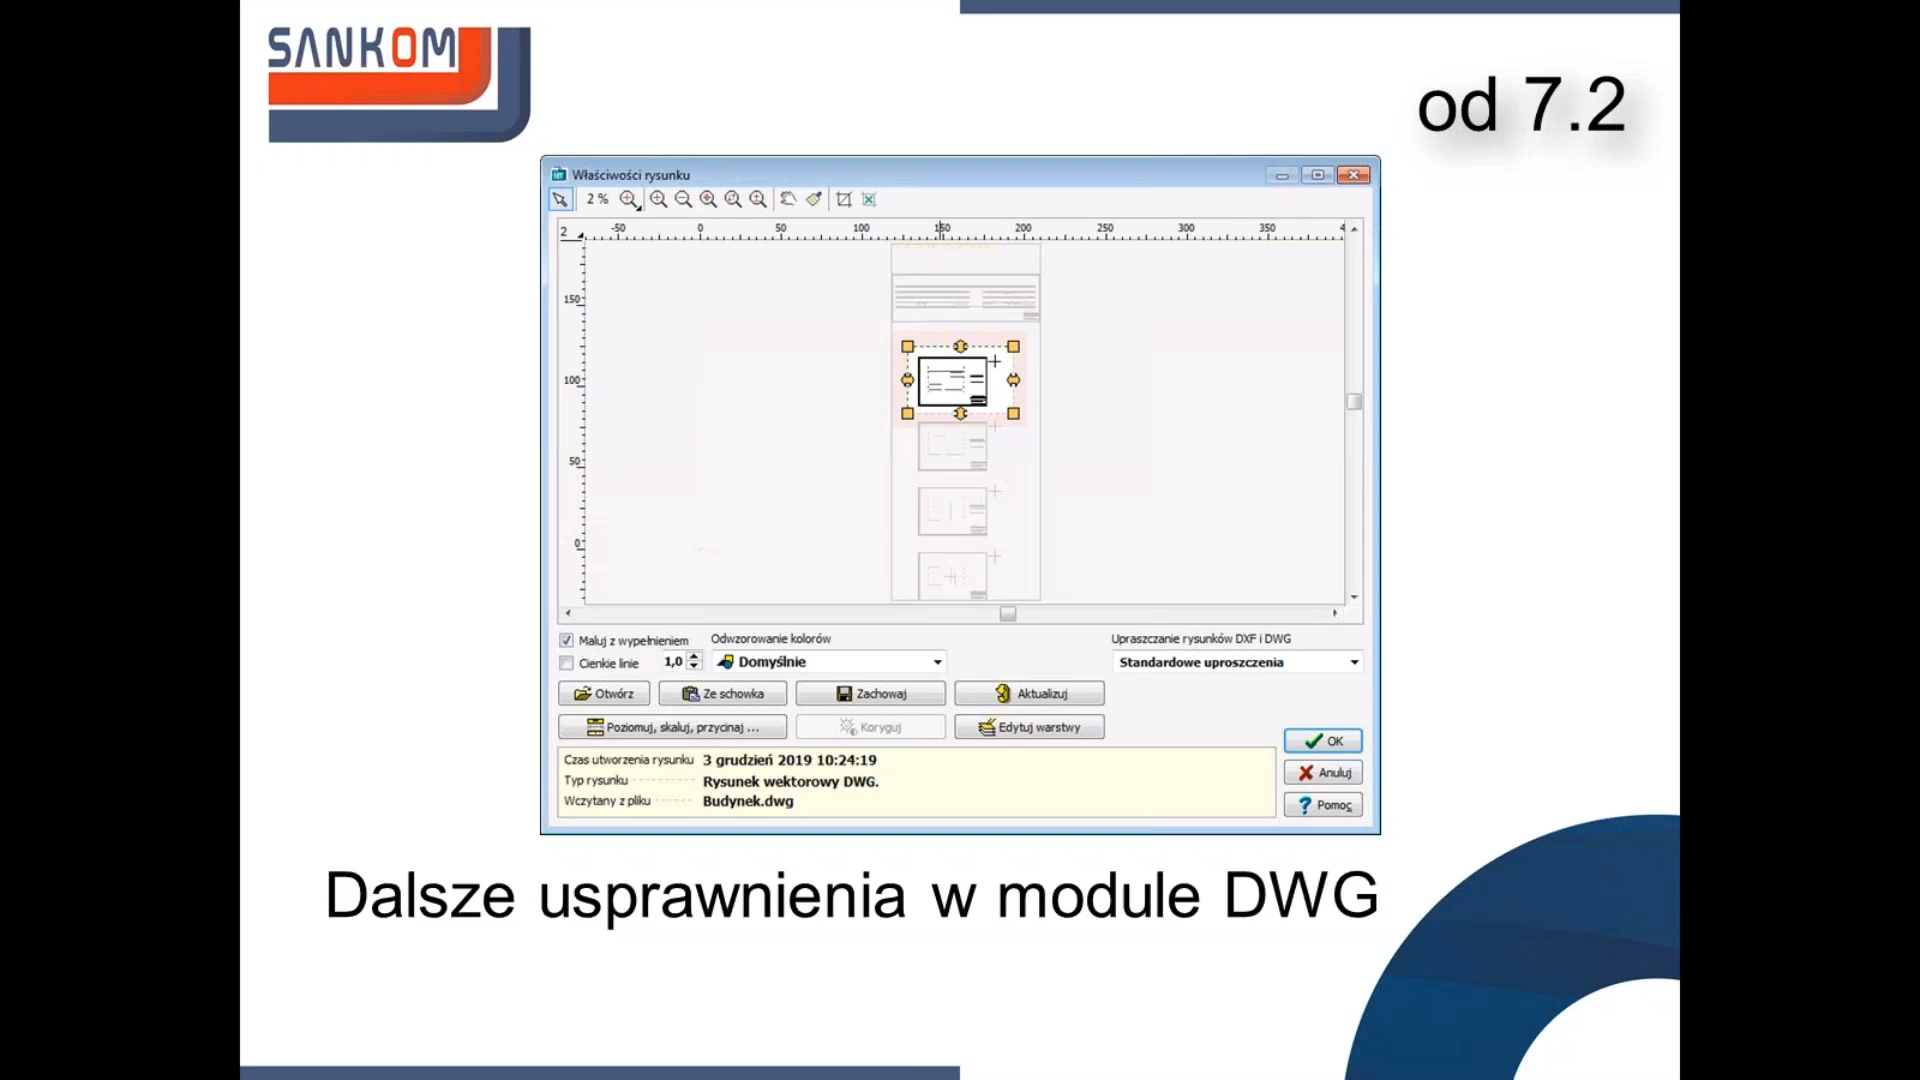 SANKOM
od 7.2
Właściwości rysunku
2 %
2 -50 0 50 100 150 200 250 300 350 4
150
100
50
0
Maluj z wypełnieniem
Odwzorowanie kolorów
Upraszczanie rysunków DXF i DWG
Cienkie linie 1,0 Domyślnie Standardowe uproszczenia
Otwórz Ze schowka Zachowaj Aktualizuj
Poziomuj, skaluj, przycinaj ... Koryguj Edytuj warstwy
OK
Anuluj
Pomoc
Czas utworzenia rysunku 3 grudzień 2019 10:24:19
Typ rysunku Rysunek wektorowy DWG.
Wczytany z pliku Budynek.dwg
Dalsze usprawnienia w module DWG